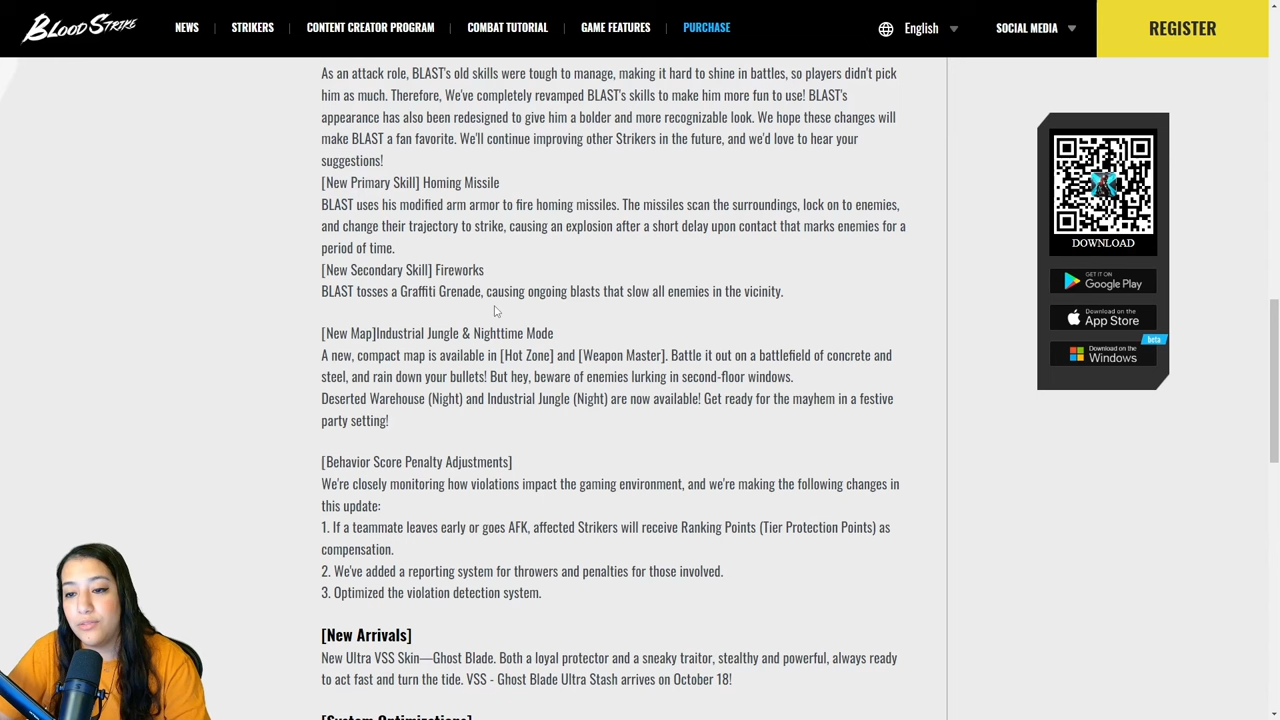 BLOOD STRIKE
NEWS
STRIKERS
CONTENT CREATOR PROGRAM
COMBAT TUTORIAL
GAME FEATURES
PURCHASE
English
SOCIAL MEDIA
REGISTER
As an attack role, BLAST's old skills were tough to manage, making it hard to shine in battles, so players didn't pick
him as much. Therefore, We've completely revamped BLAST's skills to make him more fun to use! BLAST's
appearance has also been redesigned to give him a bolder and more recognizable look. We hope these changes will
make BLAST a fan favorite. We'll continue improving other Strikers in the future, and we'd love to hear your
suggestions!
[New Primary Skill] Homing Missile
BLAST uses his modified arm armor to fire homing missiles. The missiles scan the surroundings, lock on to enemies,
and change their trajectory to strike, causing an explosion after a short delay upon contact that marks enemies for a
period of time.
[New Secondary Skill] Fireworks
BLAST tosses a Graffiti Grenade, causing ongoing blasts that slow all enemies in the vicinity.
[New Map]Industrial Jungle & Nighttime Mode
A new, compact map is available in [Hot Zone] and [Weapon Master]. Battle it out on a battlefield of concrete and
steel, and rain down your bullets! But hey, beware of enemies lurking in second-floor windows.
Deserted Warehouse (Night) and Industrial Jungle (Night) are now available! Get ready for the mayhem in a festive
party setting!
[Behavior Score Penalty Adjustments]
We're closely monitoring how violations impact the gaming environment, and we're making the following changes in
this update:
1. If a teammate leaves early or goes AFK, affected Strikers will receive Ranking Points (Tier Protection Points) as
compensation.
2. We've added a reporting system for throwers and penalties for those involved.
3. Optimized the violation detection system.
[New Arrivals]
New Ultra VSS Skin—Ghost Blade. Both a loyal protector and a sneaky traitor, stealthy and powerful, always ready
to act fast and turn the tide. VSS - Ghost Blade Ultra Stash arrives on October 18!
[System Optimizations]
DOWNLOAD
GET IT ON
Google Play
Download on the
App Store
beta
Download on the
Windows